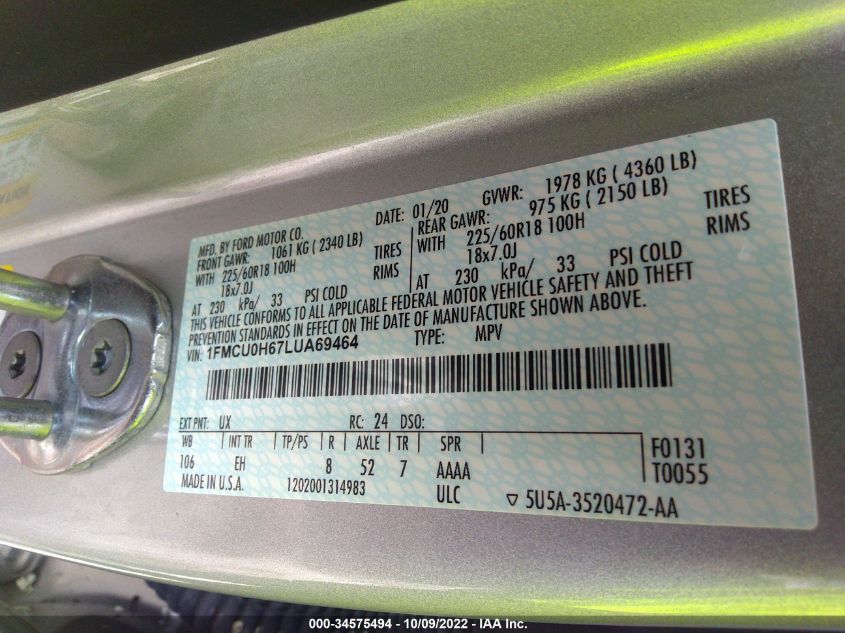 MFD. BY FORD MOTOR CO.
DATE: 01/20 GVWR: 1978 KG ( 4360 LB)
FRONT GAWR: 1061 KG ( 2340 LB)
REAR GAWR: 975 KG ( 2150 LB)
WITH 225/60R18 100H TIRES
WITH 225/60R18 100H TIRES
18x7.0J RIMS
18x7.0J RIMS
AT 230 kPa/ 33 PSI COLD
AT 230 kPa/ 33 PSI COLD
THIS VEHICLE CONFORMS TO ALL APPLICABLE FEDERAL MOTOR VEHICLE SAFETY AND THEFT
PREVENTION STANDARDS IN EFFECT ON THE DATE OF MANUFACTURE SHOWN ABOVE.
VIN: 1FMCU0H67LUA69464 TYPE: MPV
EXT PNT: UX RC: 24 DSO:
WB INT TR TP/PS R AXLE TR SPR F0131
106 EH 8 52 7 AAAA T0055
MADE IN U.S.A. 1202001314983 ULC ▽ 5U5A-3520472-AA
000-34575494 - 10/09/2022 - IAA Inc.